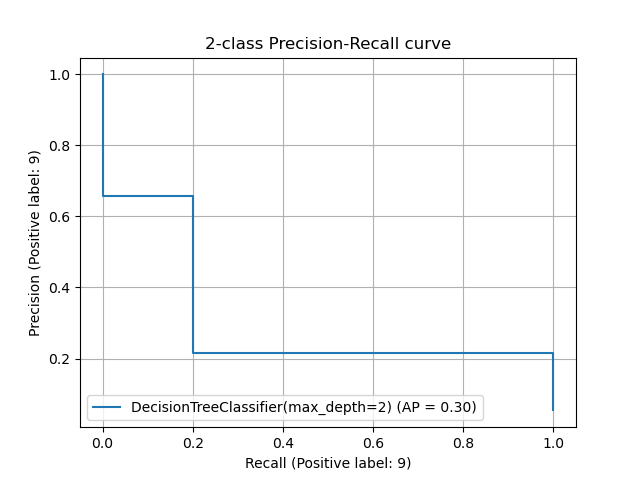 2-class Precision-Recall curve
Precision (Positive label: 9)
1.0
0.8
0.6
0.4
0.2
DecisionTreeClassifier(max_depth=2) (AP = 0.30)
0.0 0.2 0.4 0.6 0.8 1.0
Recall (Positive label: 9)